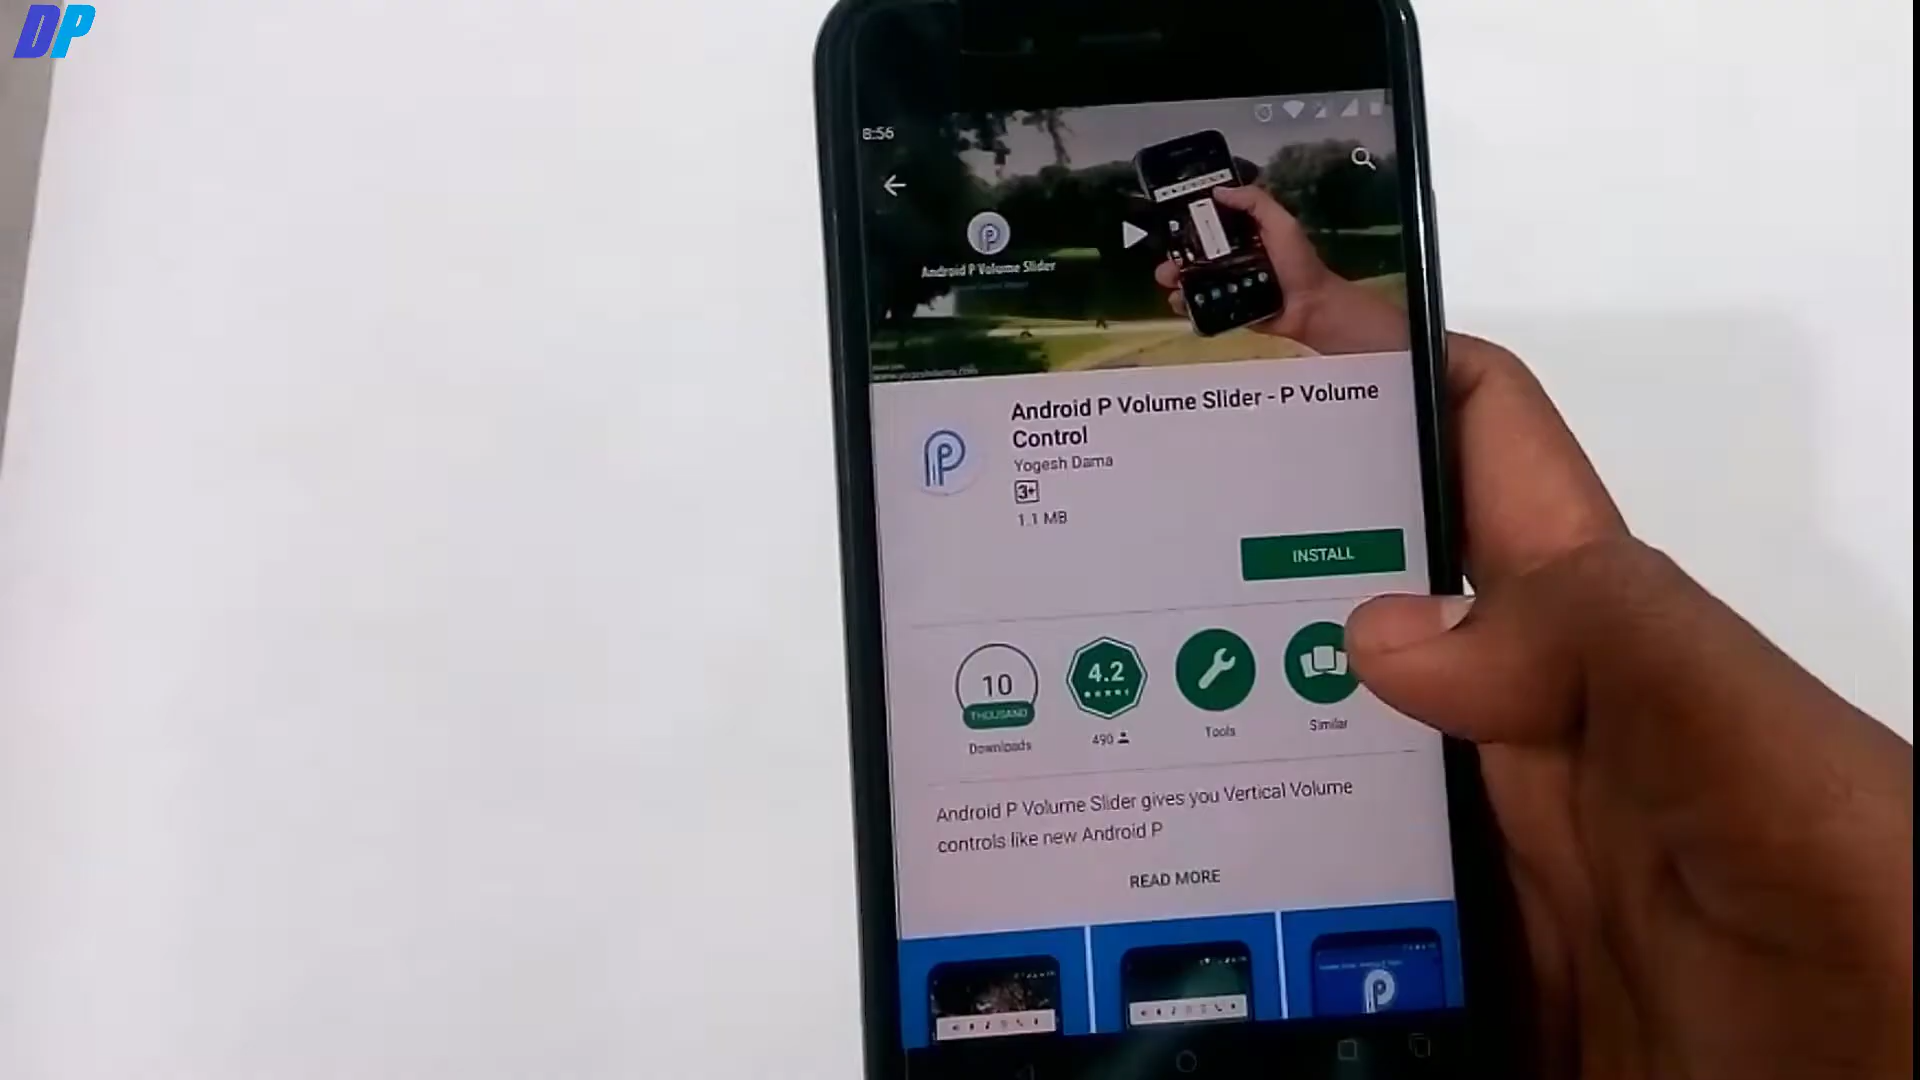 DP
8:56
Android P Volume Slider
Android P Volume Slider - P Volume
Control
Yogesh Dama
3+
1.1 MB
INSTALL
10
THOUSAND
Downloads
4.2
490
Tools
Similar
Android P Volume Slider gives you Vertical Volume
controls like new Android P
READ MORE